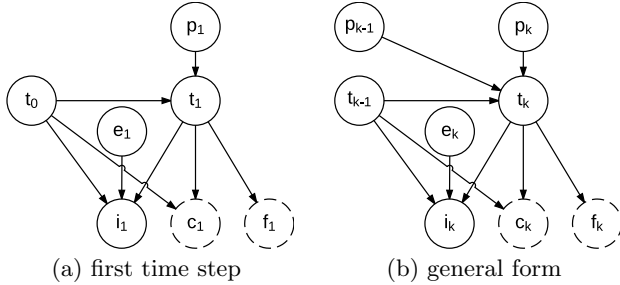 p₁ pₖ₋₁ pₖ
t₀ t₁ tₖ₋₁ tₖ
e₁ eₖ
i₁ c₁ f₁ iₖ cₖ fₖ
(a) first time step (b) general form